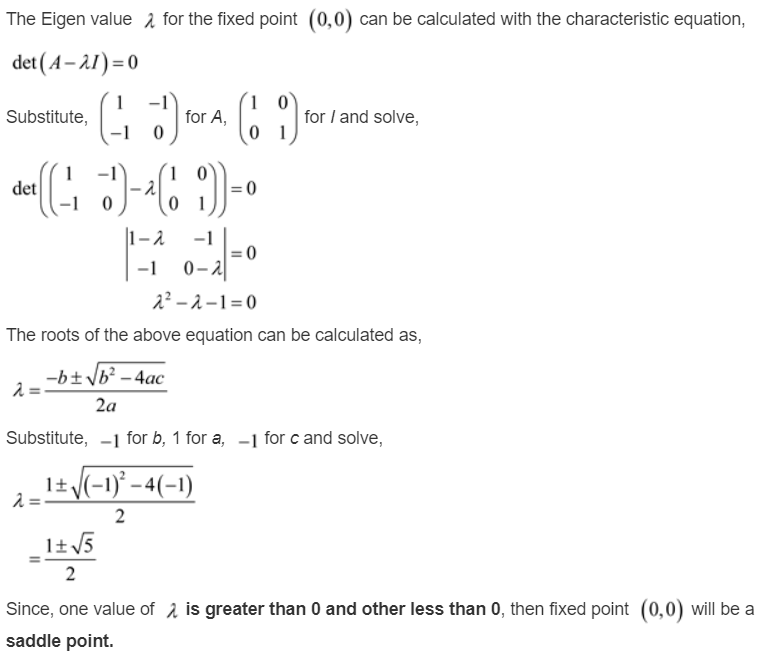 The Eigen value λ for the fixed point (0,0) can be calculated with the characteristic equation,
det(A−λI)=0
Substitute, (1 −1; −1 0) for A, (1 0; 0 1) for I and solve,
det((1 −1; −1 0)−λ(1 0; 0 1))=0
|1−λ −1; −1 0−λ|=0
λ²−λ−1=0
The roots of the above equation can be calculated as,
λ = (−b±√(b²−4ac))/(2a)
Substitute, −1 for b, 1 for a, −1 for c and solve,
λ = (1±√((−1)²−4(−1)))/2
= (1±√5)/2
Since, one value of λ is greater than 0 and other less than 0, then fixed point (0,0) will be a
saddle point.